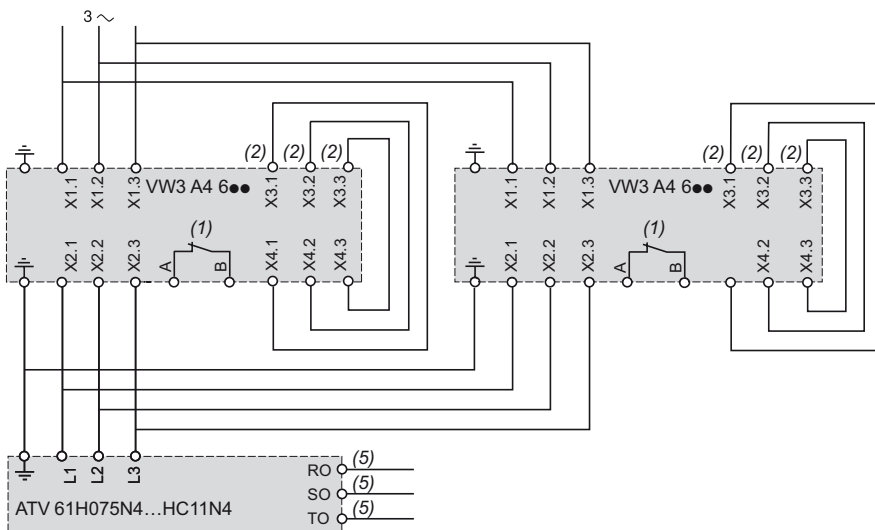 3 ~
(2) (2) (2)
(2) (2) (2)
X1.1 X1.2 X1.3 VW3 A4 6●● X3.1 X3.2 X3.3
X1.1 X1.2 X1.3 VW3 A4 6●● X3.1 X3.2 X3.3
(1)
(1)
X2.1 X2.2 X2.3 A B X4.1 X4.2 X4.3
X2.1 X2.2 X2.3 A B X4.2 X4.3
L1 L2 L3
RO (5)
SO (5)
TO (5)
ATV 61H075N4...HC11N4